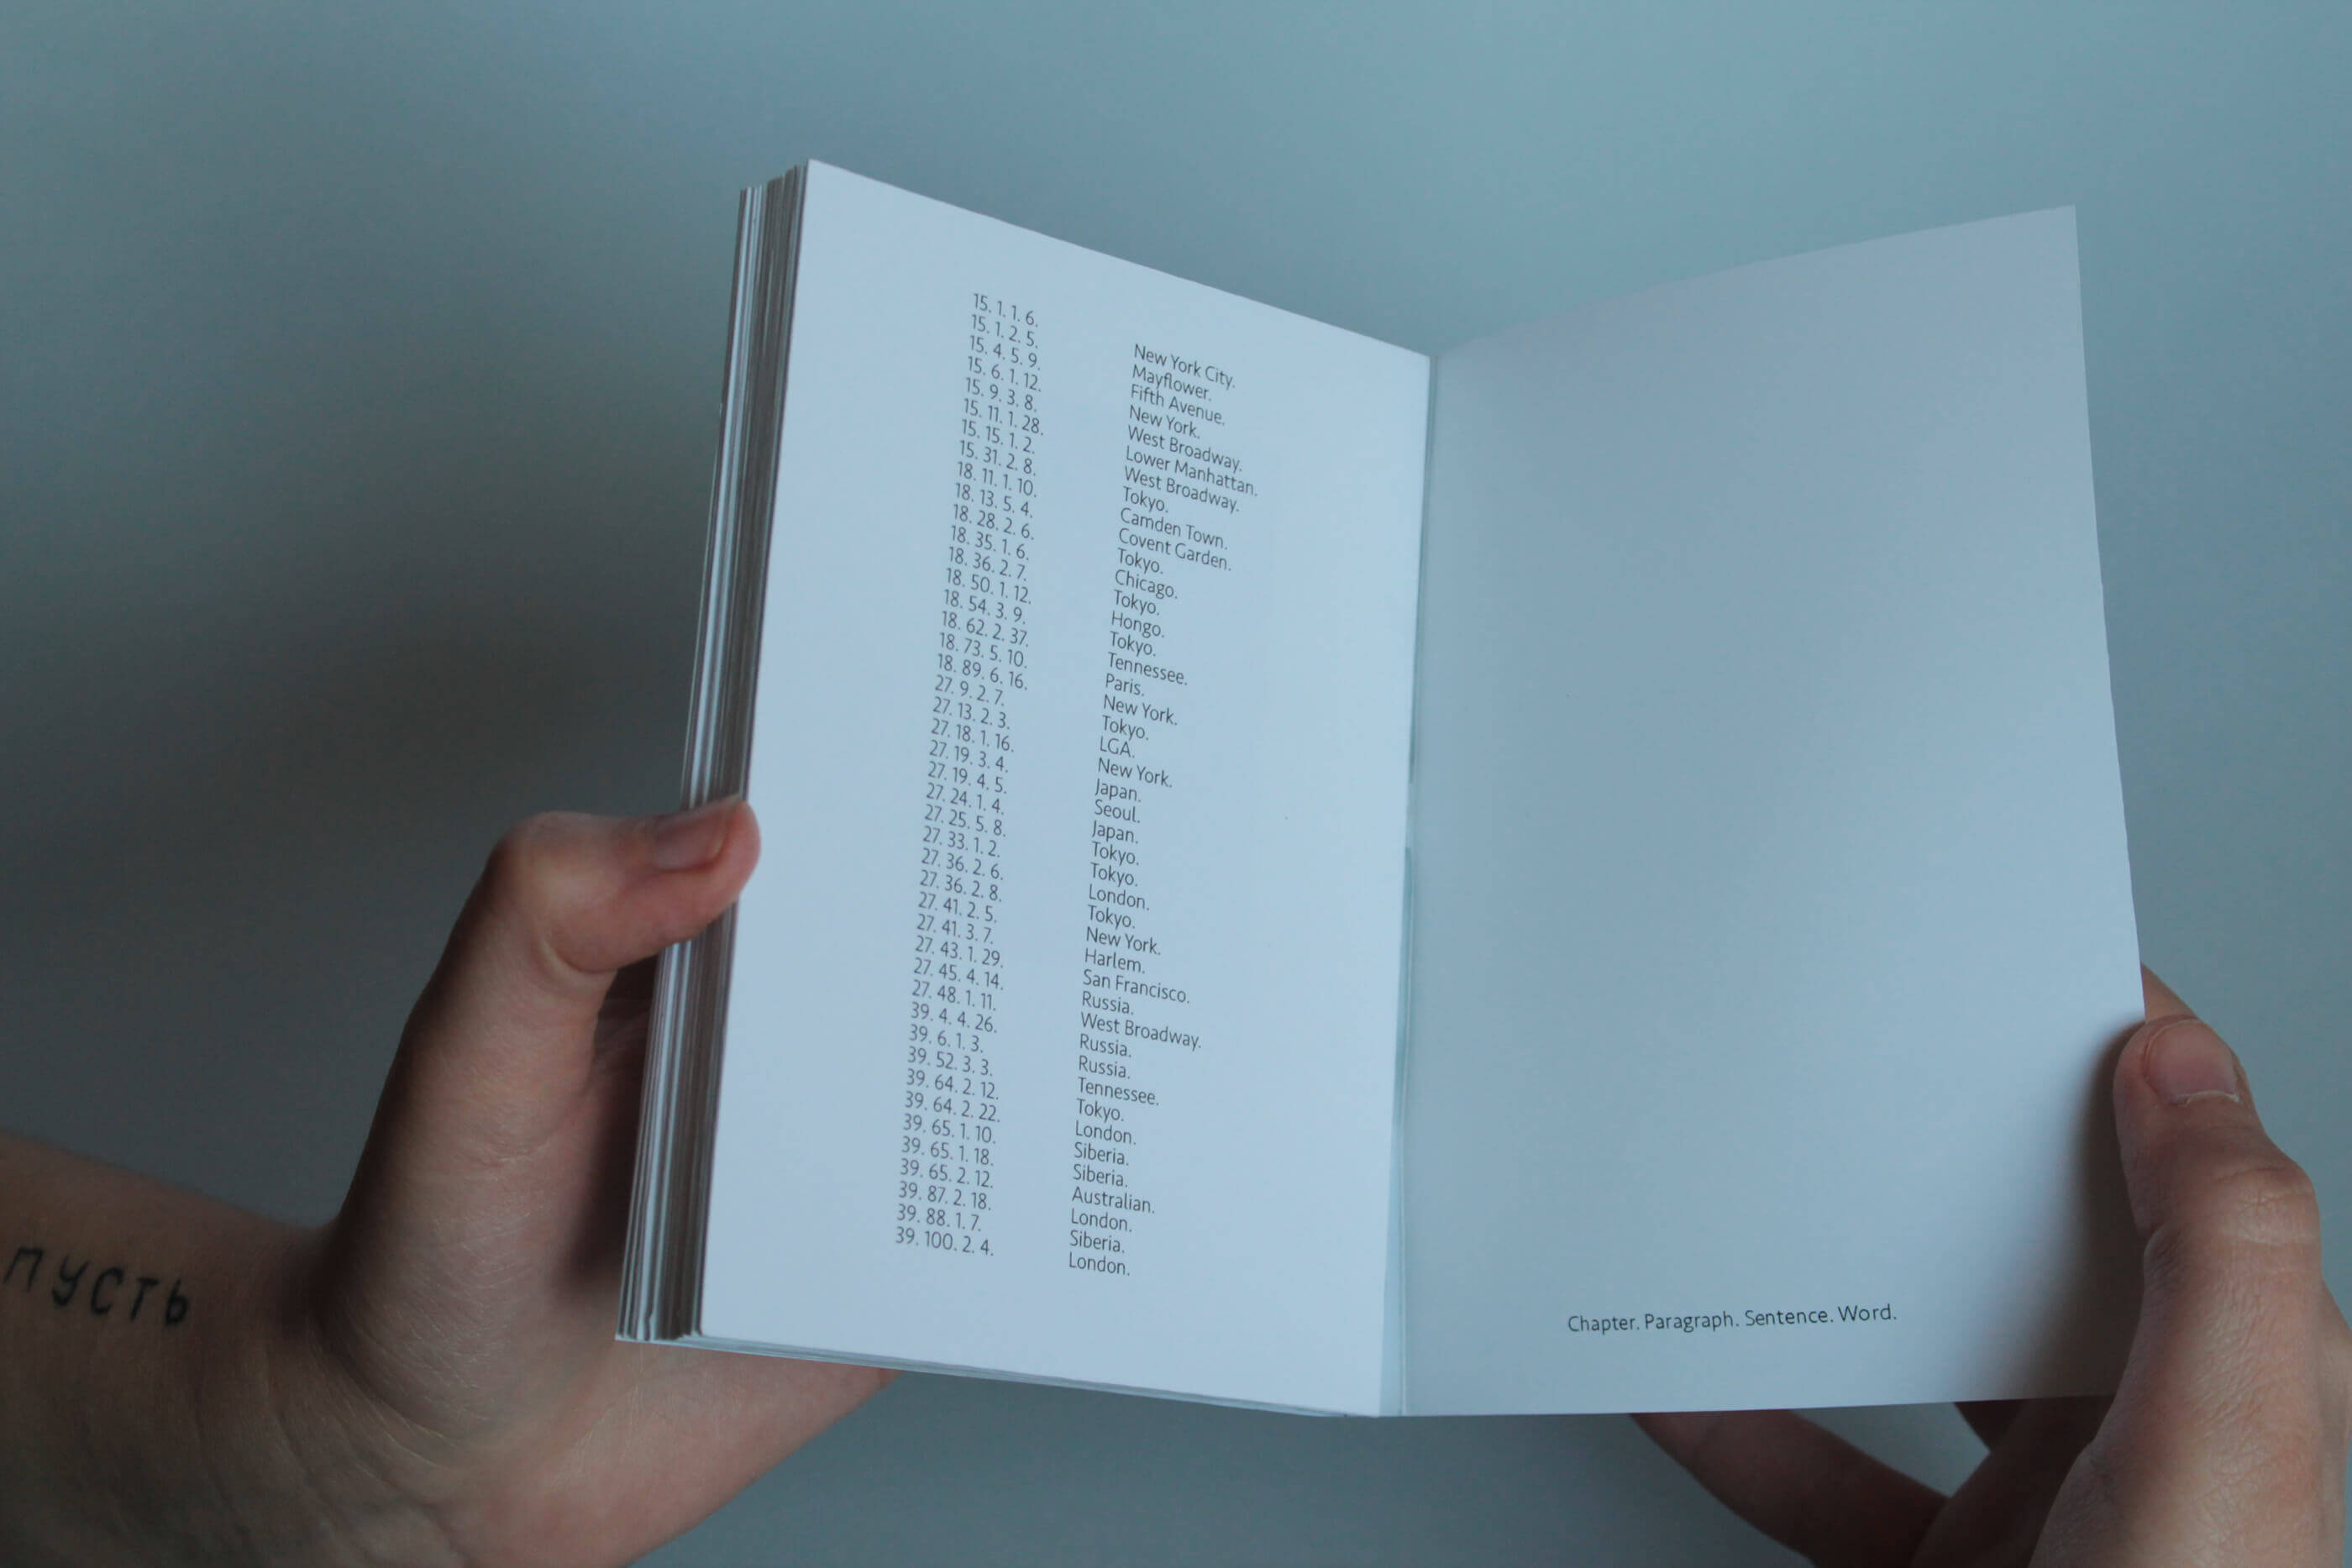 15. 1. 1. 6. New York City.
15. 1. 2. 5. Mayflower.
15. 4. 5. 9. Fifth Avenue.
15. 6. 1. 12. New York.
15. 9. 3. 8. West Broadway.
15. 11. 1. 28. Lower Manhattan.
15. 15. 1. 2. West Broadway.
15. 31. 2. 8. Tokyo.
18. 11. 1. 10. Camden Town.
18. 13. 5. 4. Covent Garden.
18. 28. 2. 6. Tokyo.
18. 35. 1. 6. Chicago.
18. 36. 2. 7. Tokyo.
18. 50. 1. 12. Hongo.
18. 54. 3. 9. Tokyo.
18. 62. 2. 37. Tennessee.
18. 73. 5. 10. Paris.
18. 89. 6. 16. New York.
27. 9. 2. 7. Tokyo.
27. 13. 2. 3. LGA.
27. 18. 1. 16. New York.
27. 19. 3. 4. Japan.
27. 19. 4. 5. Seoul.
27. 24. 1. 4. Japan.
27. 25. 5. 8. Tokyo.
27. 33. 1. 2. Tokyo.
27. 36. 2. 6. London.
27. 36. 2. 8. Tokyo.
27. 41. 2. 5. New York.
27. 41. 3. 7. Harlem.
27. 43. 1. 29. San Francisco.
27. 45. 4. 14. Russia.
27. 48. 1. 11. West Broadway.
39. 4. 4. 26. Russia.
39. 6. 1. 3. Russia.
39. 52. 3. 3. Tennessee.
39. 64. 2. 12. Tokyo.
39. 64. 2. 22. London.
39. 65. 1. 10. Siberia.
39. 65. 1. 18. Siberia.
39. 65. 2. 12. Australian.
39. 87. 2. 18. London.
39. 88. 1. 7. Siberia.
39. 100. 2. 4. London.
Chapter. Paragraph. Sentence. Word.
пусть